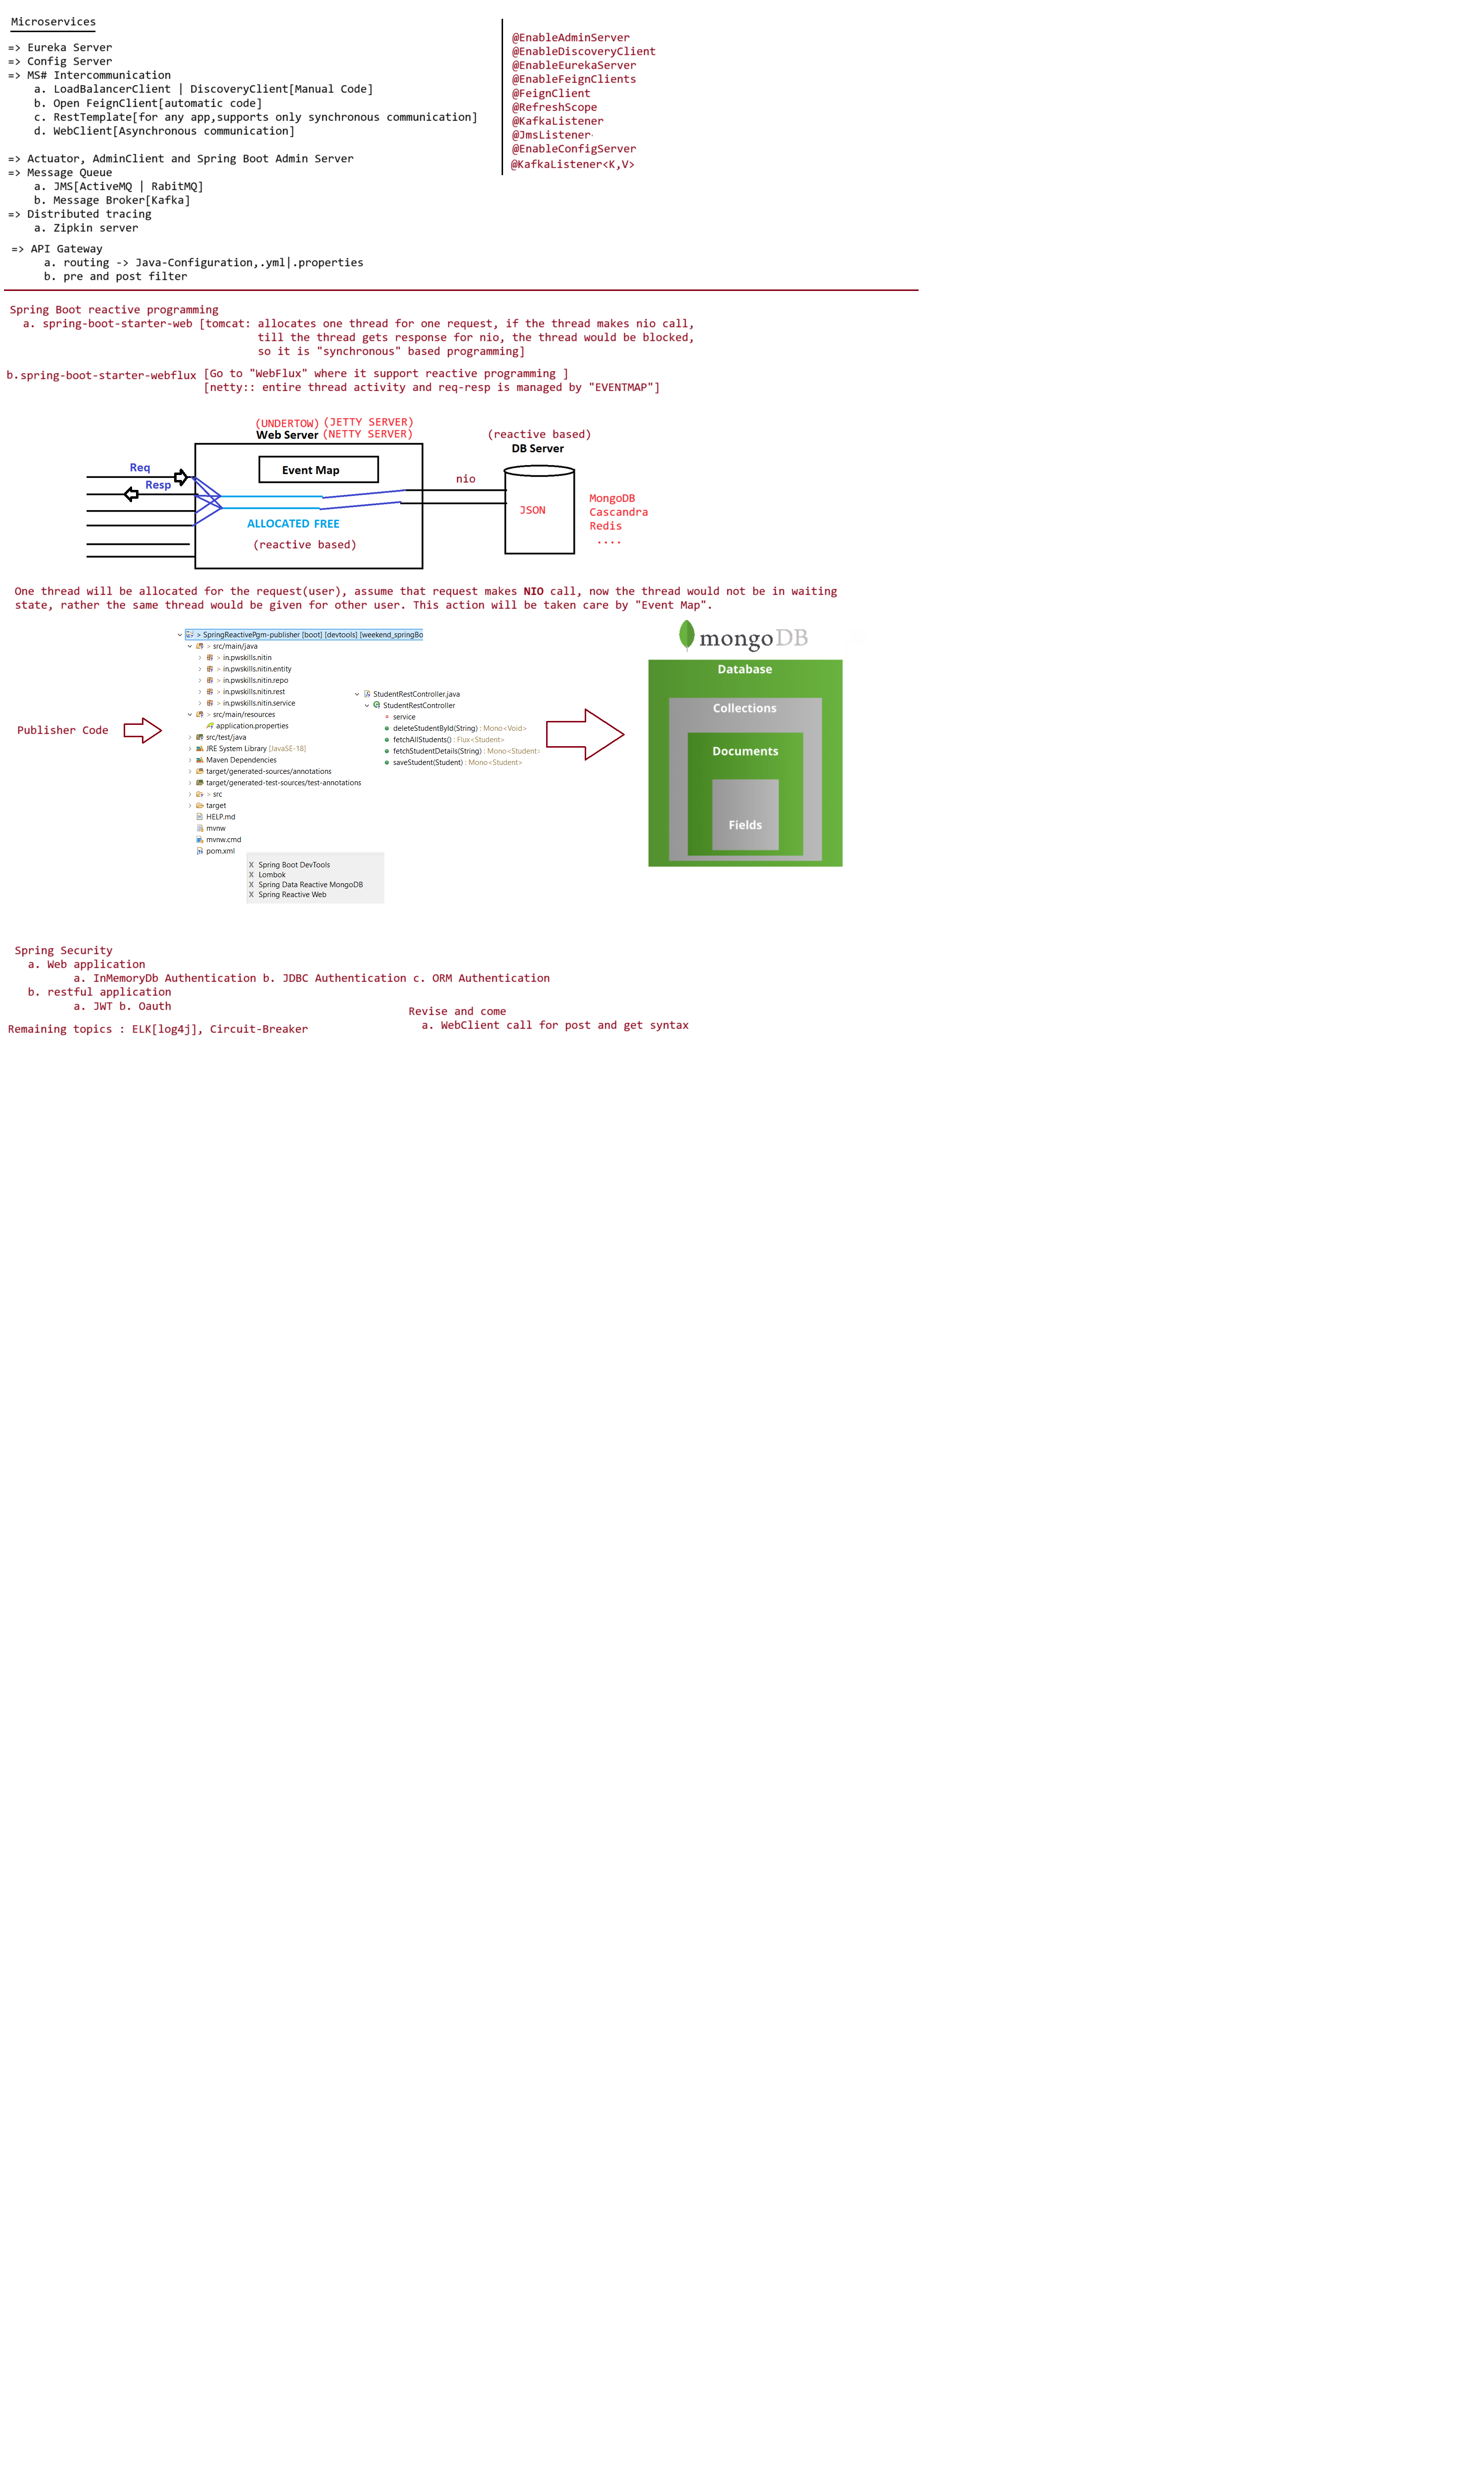 Microservices
=> Eureka Server
=> Config Server
=> MS# Intercommunication
a. LoadBalancerClient | DiscoveryClient[Manual Code]
b. Open FeignClient[automatic code]
c. RestTemplate[for any app,supports only synchronous communication]
d. WebClient[Asynchronous communication]
=> Actuator, AdminClient and Spring Boot Admin Server
=> Message Queue
a. JMS[ActiveMQ | RabitMQ]
b. Message Broker[Kafka]
=> Distributed tracing
a. Zipkin server
=> API Gateway
a. routing -> Java-Configuration,.yml|.properties
b. pre and post filter
@EnableAdminServer
@EnableDiscoveryClient
@EnableEurekaServer
@EnableFeignClients
@FeignClient
@RefreshScope
@KafkaListener
@JmsListener
@EnableConfigServer
@KafkaListener<K,V>
Spring Boot reactive programming
a. spring-boot-starter-web [tomcat: allocates one thread for one request, if the thread makes nio call,
till the thread gets response for nio, the thread would be blocked,
so it is "synchronous" based programming]
b.spring-boot-starter-webflux [Go to "WebFlux" where it support reactive programming ]
[netty:: entire thread activity and req-resp is managed by "EVENTMAP"]
(UNDERTOW) (JETTY SERVER)
Web Server (NETTY SERVER)
(reactive based)
DB Server
Event Map
Req
Resp
nio
ALLOCATED FREE
(reactive based)
JSON
MongoDB
Cascandra
Redis
....
One thread will be allocated for the request(user), assume that request makes NIO call, now the thread would not be in waiting
state, rather the same thread would be given for other user. This action will be taken care by "Event Map".
Publisher Code
> SpringReactivePgm-publisher [boot] [devtools] [weekend_springBo
> src/main/java
> in.pwskills.nitin
> in.pwskills.nitin.entity
> in.pwskills.nitin.repo
> in.pwskills.nitin.rest
> in.pwskills.nitin.service
> src/main/resources
application.properties
src/test/java
JRE System Library [JavaSE-18]
Maven Dependencies
target/generated-sources/annotations
target/generated-test-sources/test-annotations
> src
target
HELP.md
mvnw
mvnw.cmd
pom.xml
X Spring Boot DevTools
X Lombok
X Spring Data Reactive MongoDB
X Spring Reactive Web
StudentRestController.java
StudentRestController
service
deleteStudentById(String) : Mono<Void>
fetchAllStudents() : Flux<Student>
fetchStudentDetails(String) : Mono<Student>
saveStudent(Student) : Mono<Student>
mongoDB
Database
Collections
Documents
Fields
Spring Security
a. Web application
a. InMemoryDb Authentication b. JDBC Authentication c. ORM Authentication
b. restful application
a. JWT b. Oauth
Remaining topics : ELK[log4j], Circuit-Breaker
Revise and come
a. WebClient call for post and get syntax